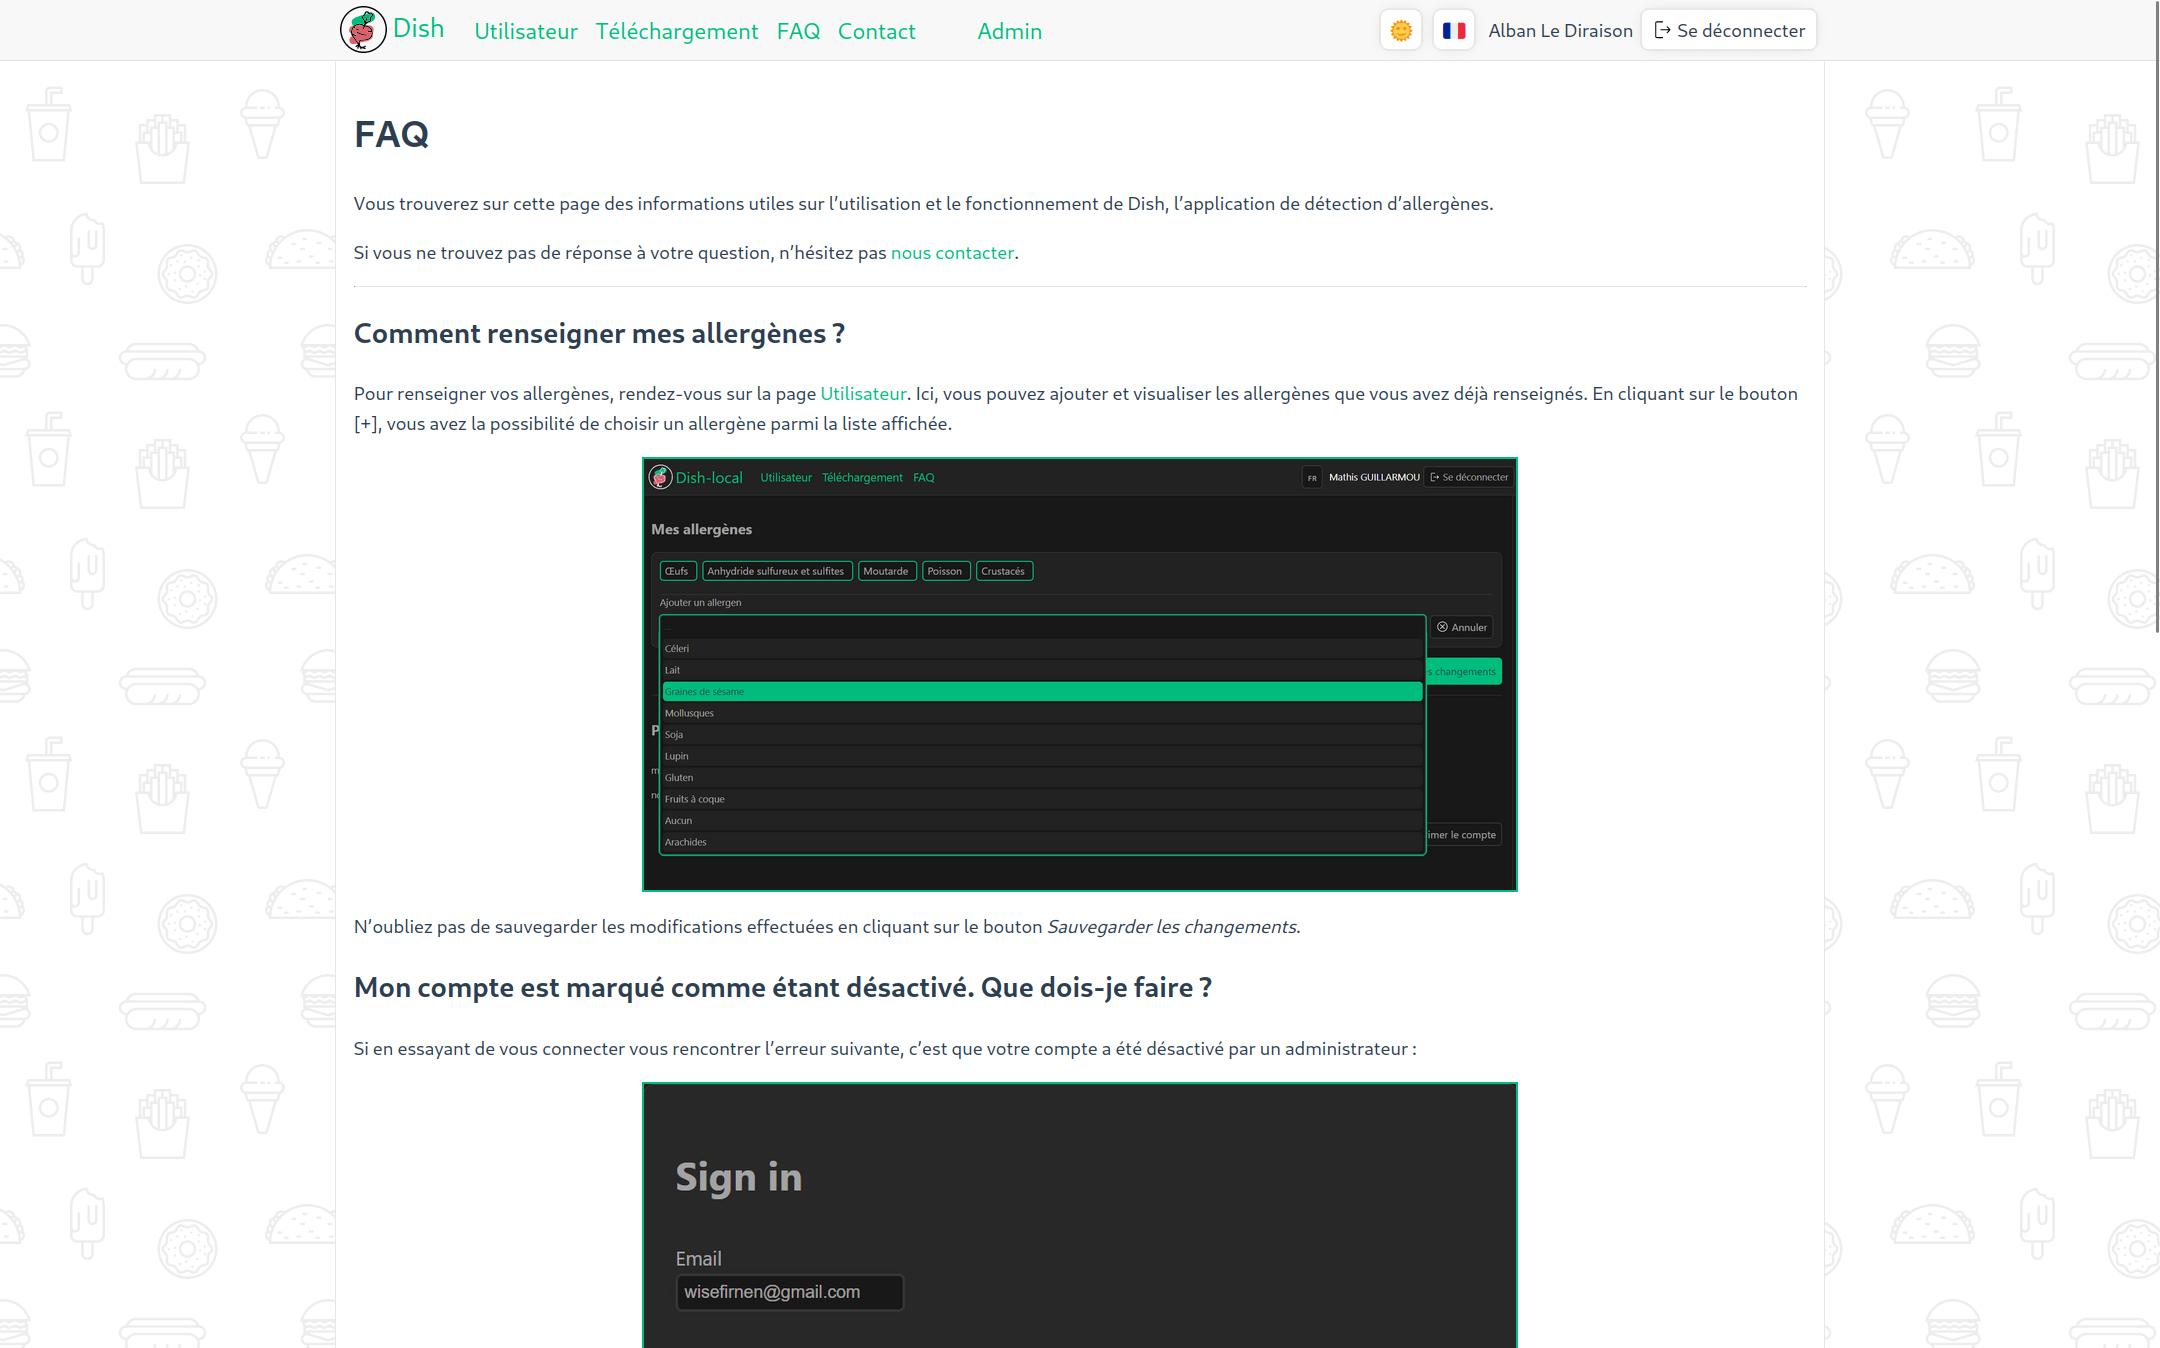 Dish
Utilisateur Téléchargement FAQ Contact Admin
Alban Le Diraison Se déconnecter
FAQ
Vous trouverez sur cette page des informations utiles sur l'utilisation et le fonctionnement de Dish, l'application de détection d'allergènes.
Si vous ne trouvez pas de réponse à votre question, n'hésitez pas nous contacter.
Comment renseigner mes allergènes ?
Pour renseigner vos allergènes, rendez-vous sur la page Utilisateur. Ici, vous pouvez ajouter et visualiser les allergènes que vous avez déjà renseignés. En cliquant sur le bouton
[+], vous avez la possibilité de choisir un allergène parmi la liste affichée.
Dish-local Utilisateur Téléchargement FAQ FR Mathis GUILLARMOU Se déconnecter
Mes allergènes
Œufs Anhydride sulfureux et sulfites Moutarde Poisson Crustacés
Ajouter un allergen
Annuler
Céleri
Lait
s changements
Graines de sésame
Mollusques
P
Soja
Lupin
m
Gluten
no
Fruits à coque
Aucun
imer le compte
Arachides
N'oubliez pas de sauvegarder les modifications effectuées en cliquant sur le bouton Sauvegarder les changements.
Mon compte est marqué comme étant désactivé. Que dois-je faire ?
Si en essayant de vous connecter vous rencontrer l'erreur suivante, c'est que votre compte a été désactivé par un administrateur :
Sign in
Email
wisefirnen@gmail.com